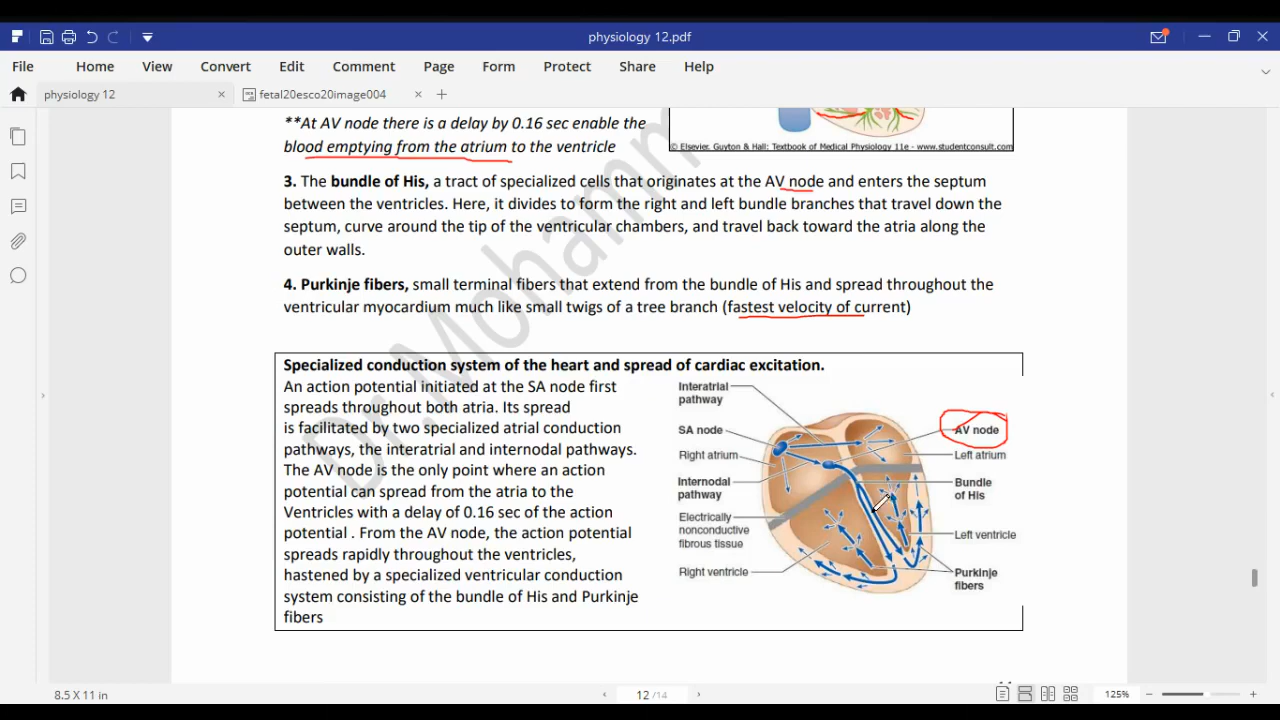 physiology 12.pdf
File Home View Convert Edit Comment Page Form Protect Share Help
physiology 12
fetal20esco20image004
**At AV node there is a delay by 0.16 sec enable the
blood emptying from the atrium to the ventricle
© Elsevier. Guyton & Hall: Textbook of Medical Physiology 11e - www.studentconsult.com
3. The bundle of His, a tract of specialized cells that originates at the AV node and enters the septum
between the ventricles. Here, it divides to form the right and left bundle branches that travel down the
septum, curve around the tip of the ventricular chambers, and travel back toward the atria along the
outer walls.
4. Purkinje fibers, small terminal fibers that extend from the bundle of His and spread throughout the
ventricular myocardium much like small twigs of a tree branch (fastest velocity of current)
Dr.Mohamm
Specialized conduction system of the heart and spread of cardiac excitation.
An action potential initiated at the SA node first
spreads throughout both atria. Its spread
is facilitated by two specialized atrial conduction
pathways, the interatrial and internodal pathways.
The AV node is the only point where an action
potential can spread from the atria to the
Ventricles with a delay of 0.16 sec of the action
potential . From the AV node, the action potential
spreads rapidly throughout the ventricles,
hastened by a specialized ventricular conduction
system consisting of the bundle of His and Purkinje
fibers
Interatrial
pathway
SA node
Right atrium
Internodal
pathway
Electrically
nonconductive
fibrous tissue
Right ventricle
AV node
Left atrium
Bundle
of His
Left ventricle
Purkinje
fibers
8.5 X 11 in
12 /14
125%